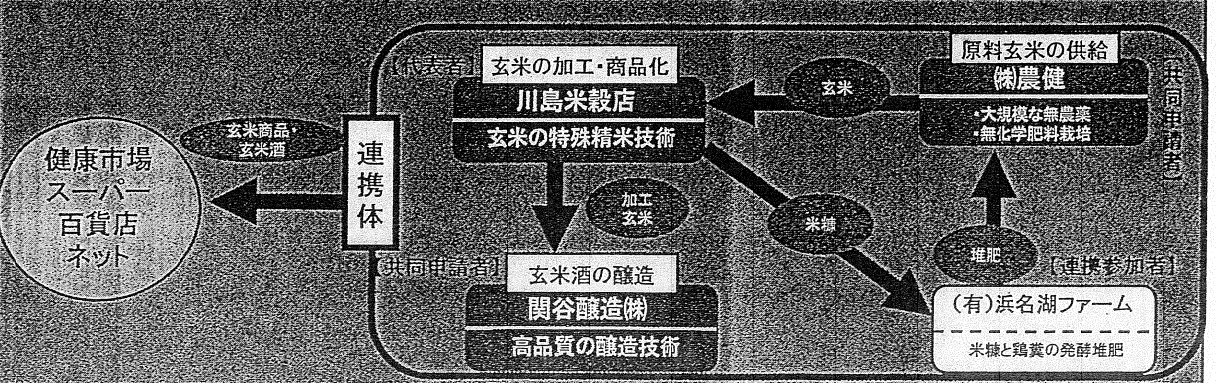 健康市場
スーパー
百貨店
ネット
玄米商品・
玄米酒
連
携
体
【代表者】
玄米の加工・商品化
川島米穀店
玄米の特殊精米技術
玄米
原料玄米の供給
㈱農健
・大規模な無農薬
・無化学肥料栽培
【共同申請者】
加工
玄米
米糠
堆肥
【共同申請者】
玄米酒の醸造
関谷醸造㈱
高品質の醸造技術
【連携参加者】
(有)浜名湖ファーム
米糠と鶏糞の発酵堆肥